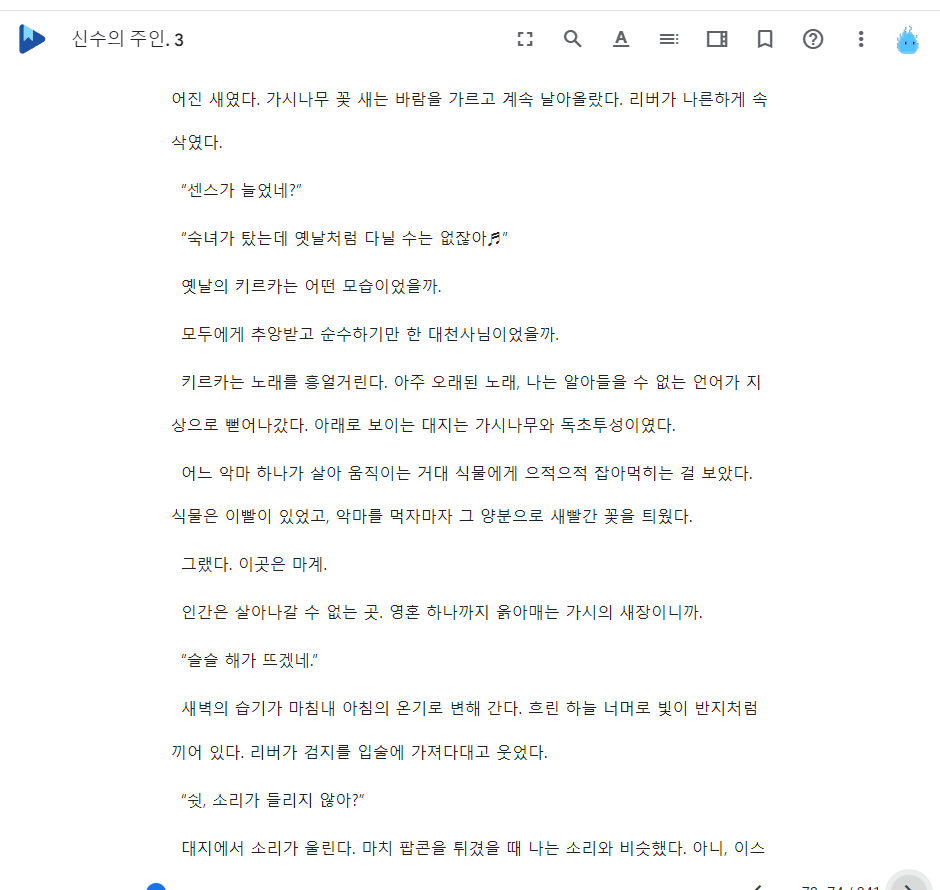 신수의 주인. 3
어진 새였다. 가시나무 꽃 새는 바람을 가르고 계속 날아올랐다. 리버가 나른하게 속
삭였다.
“센스가 늘었네?”
“숙녀가 탔는데 옛날처럼 다닐 수는 없잖아♬”
옛날의 키르카는 어떤 모습이었을까.
모두에게 추앙받고 순수하기만 한 대천사님이었을까.
키르카는 노래를 흥얼거린다. 아주 오래된 노래, 나는 알아들을 수 없는 언어가 지
상으로 뻗어나갔다. 아래로 보이는 대지는 가시나무와 독초투성이였다.
어느 악마 하나가 살아 움직이는 거대 식물에게 으적으적 잡아먹히는 걸 보았다.
식물은 이빨이 있었고, 악마를 먹자마자 그 양분으로 새빨간 꽃을 틔웠다.
그랬다. 이곳은 마계.
인간은 살아나갈 수 없는 곳. 영혼 하나까지 옭아매는 가시의 새장이니까.
“슬슬 해가 뜨겠네.”
새벽의 습기가 마침내 아침의 온기로 변해 간다. 흐린 하늘 너머로 빛이 반지처럼
끼어 있다. 리버가 검지를 입술에 가져다대고 웃었다.
“쉿, 소리가 들리지 않아?”
대지에서 소리가 울린다. 마치 팝콘을 튀겼을 때 나는 소리와 비슷했다. 아니, 이스